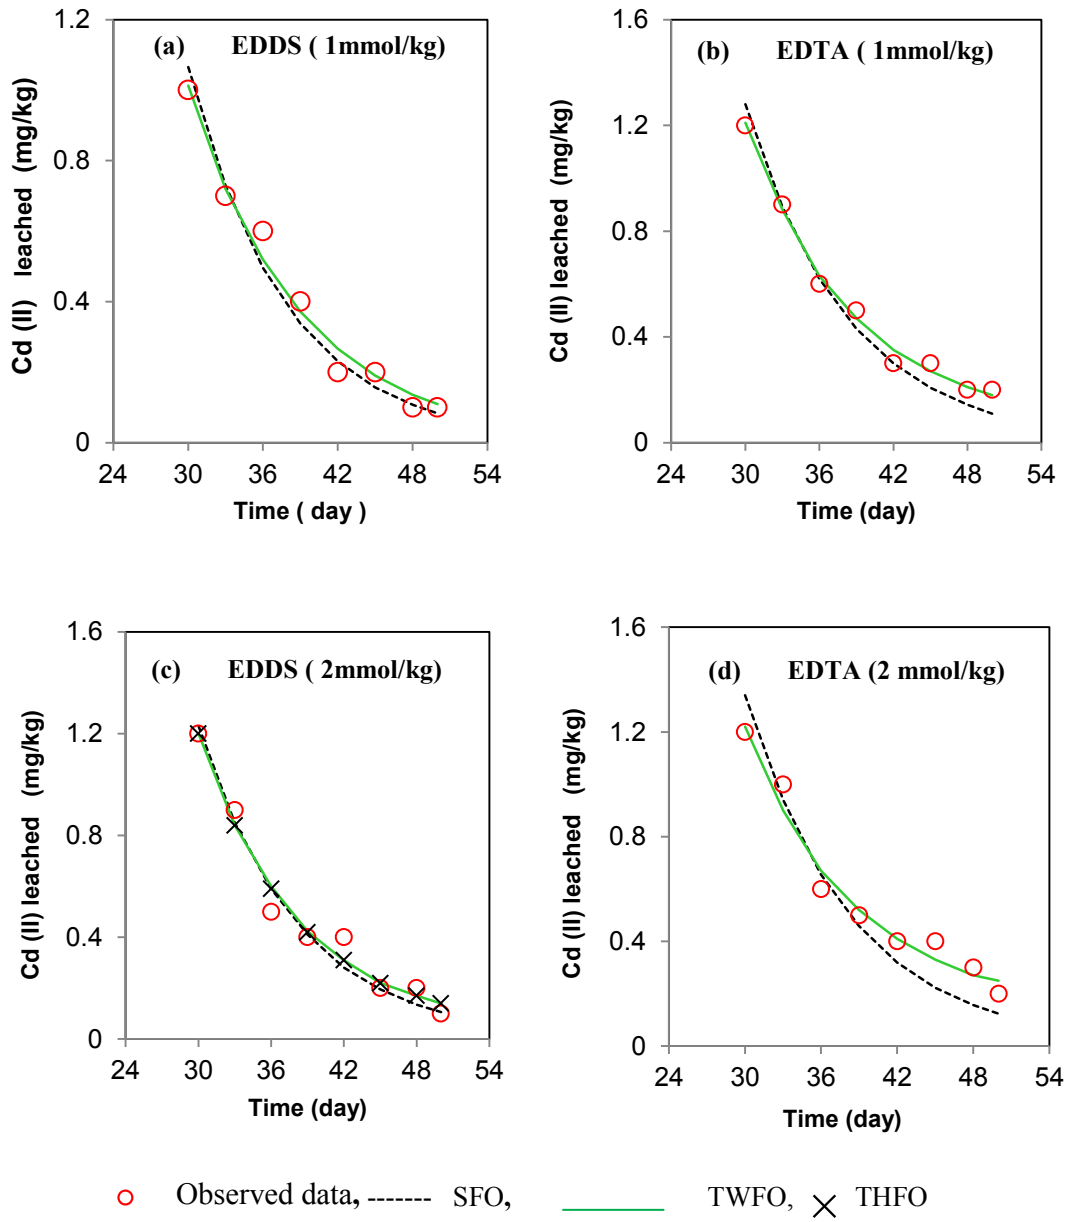 (a) EDDS ( 1mmol/kg)
1.2
0.8
0.4
0
Cd (II) leached (mg/kg)
24 30 36 42 48 54
Time ( day )
(b) EDTA ( 1mmol/kg)
1.6
1.2
0.8
0.4
0
Cd (II) leached (mg/kg)
24 30 36 42 48 54
Time (day)
(c) EDDS ( 2mmol/kg)
1.6
1.2
0.8
0.4
0
Cd (II) leached (mg/kg)
24 30 36 42 48 54
Time (day)
(d) EDTA (2 mmol/kg)
1.6
1.2
0.8
0.4
0
Cd (II) leached (mg/kg)
24 30 36 42 48 54
Time (day)
Observed data, SFO, TWFO, THFO